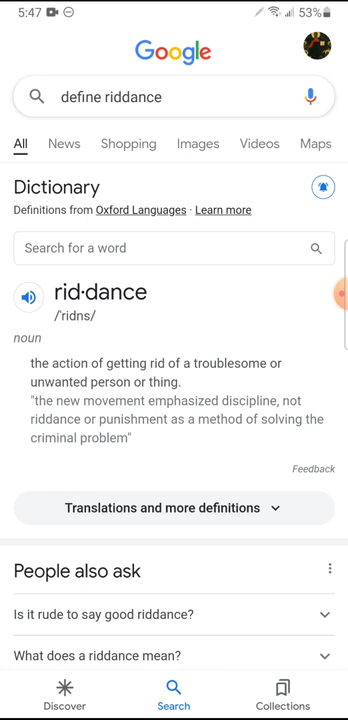 5:47 53%
Google
define riddance
All News Shopping Images Videos Maps
Dictionary
Definitions from Oxford Languages · Learn more
Search for a word
rid·dance
/ˈridns/
noun
the action of getting rid of a troublesome or
unwanted person or thing.
"the new movement emphasized discipline, not
riddance or punishment as a method of solving the
criminal problem"
Feedback
Translations and more definitions
People also ask
Is it rude to say good riddance?
What does a riddance mean?
Discover Search Collections